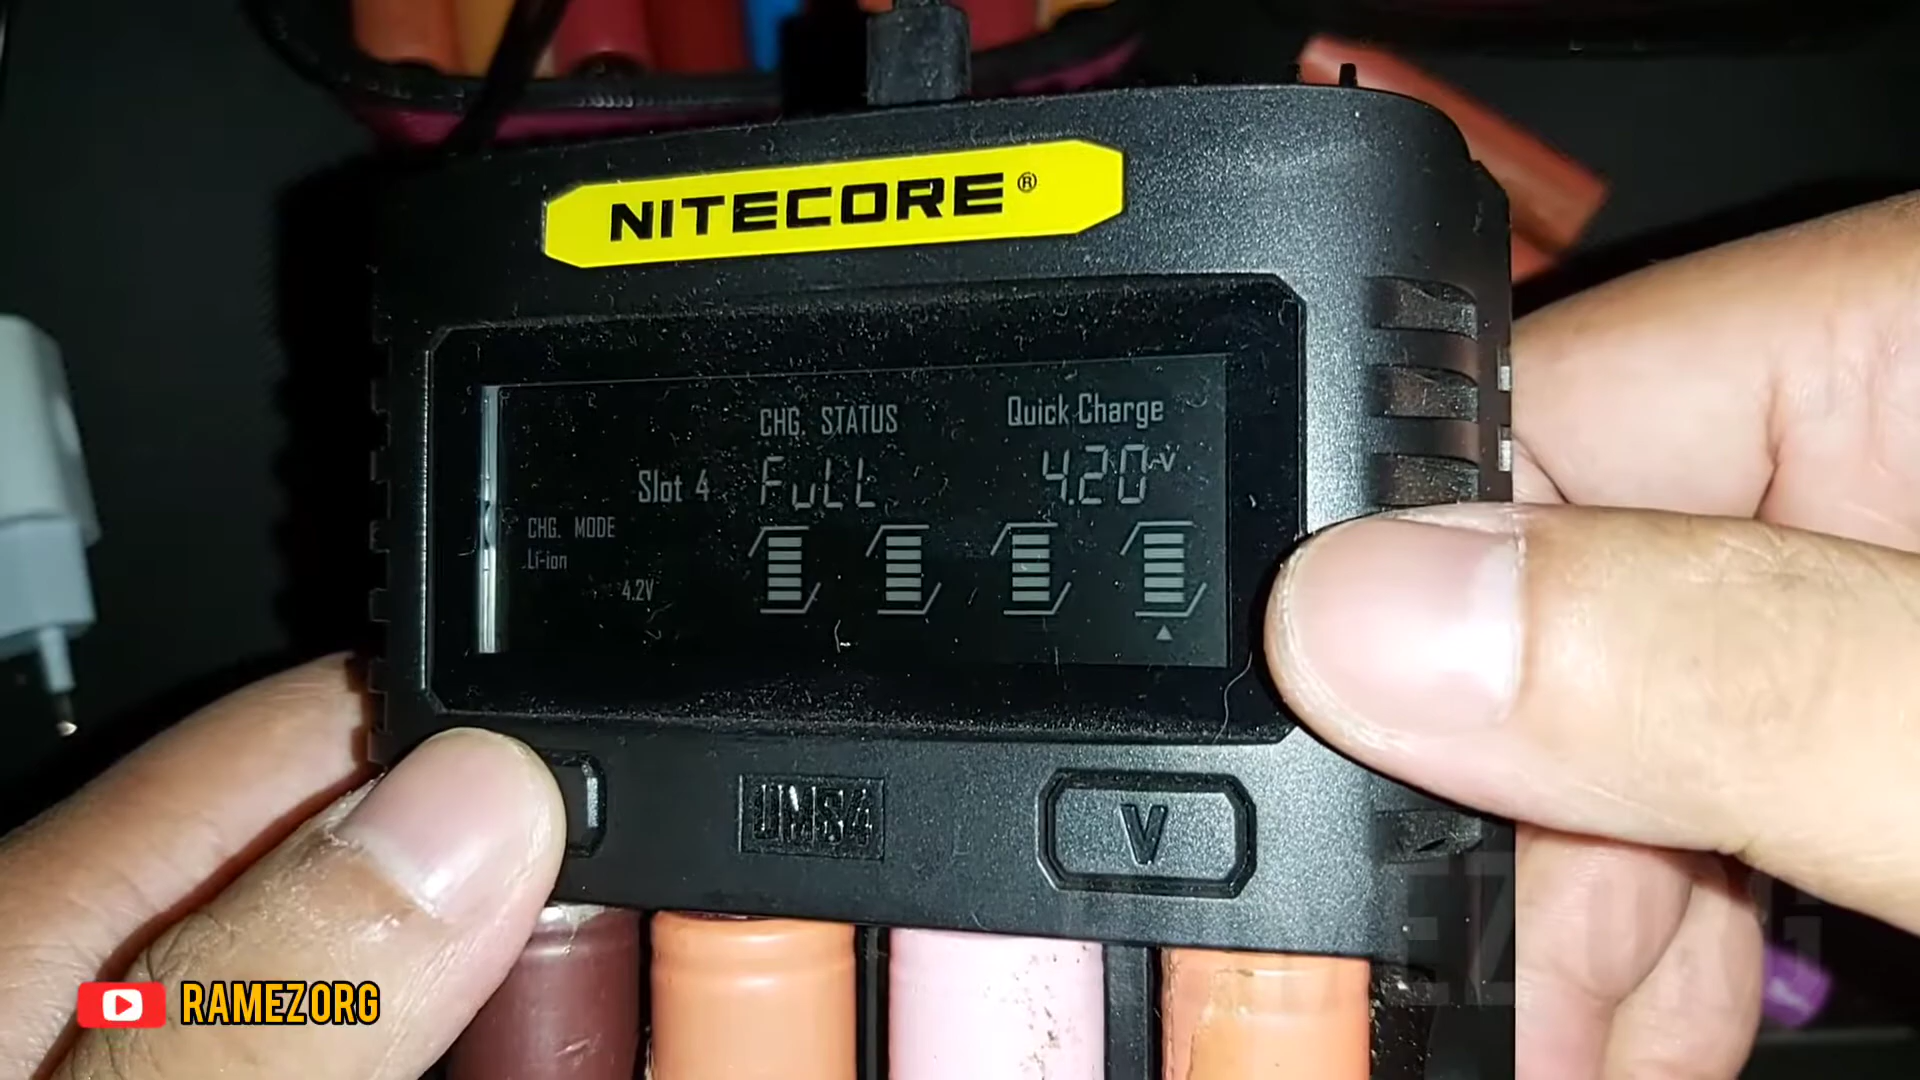 NITECORE®
CHG. STATUS
Quick Charge
Slot 4
FuLL
4.20v
CHG. MODE
Li-ion
4.2V
UMS4
V
RAMEZORG